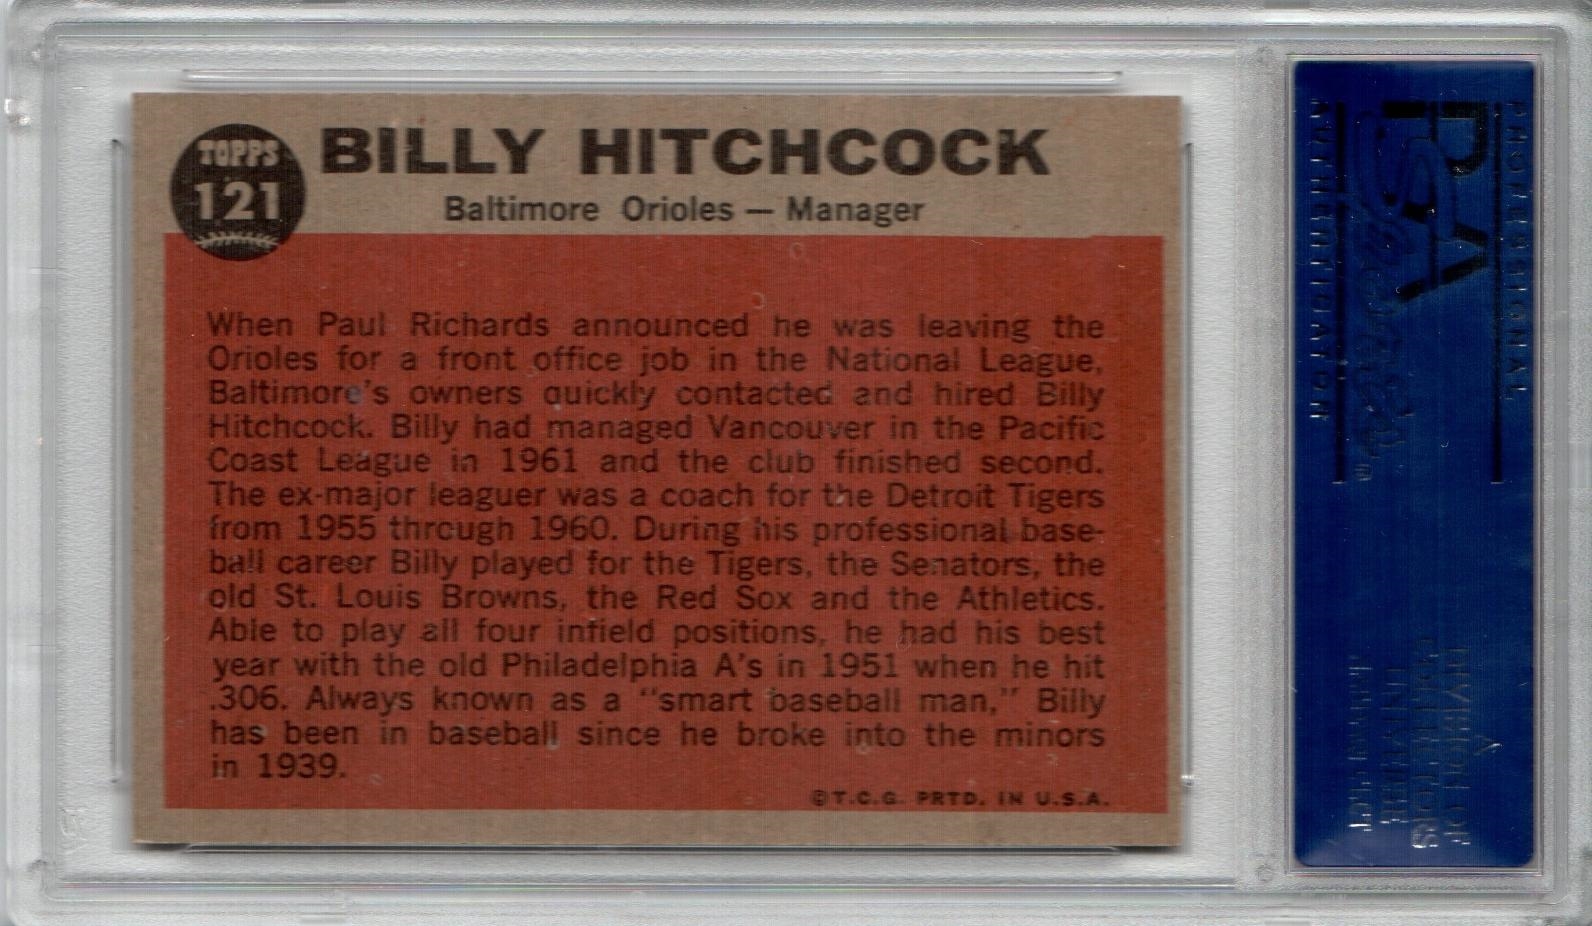 TOPPS
121
BILLY HITCHCOCK
Baltimore Orioles — Manager
When Paul Richards announced he was leaving the
Orioles for a front office job in the National League,
Baltimore's owners quickly contacted and hired Billy
Hitchcock. Billy had managed Vancouver in the Pacific
Coast League in 1961 and the club finished second.
The ex-major leaguer was a coach for the Detroit Tigers
from 1955 through 1960. During his professional base-
ball career Billy played for the Tigers, the Senators, the
old St. Louis Browns, the Red Sox and the Athletics.
Able to play all four infield positions, he had his best
year with the old Philadelphia A's in 1951 when he hit
.306. Always known as a "smart baseball man," Billy
has been in baseball since he broke into the minors
in 1939.
©T.C.G. PRTD. IN U.S.A.
PROFESSIONAL
PSA
AUTHENTICATOR
A
DIVISION OF
COLLECTORS
UNIVERSE